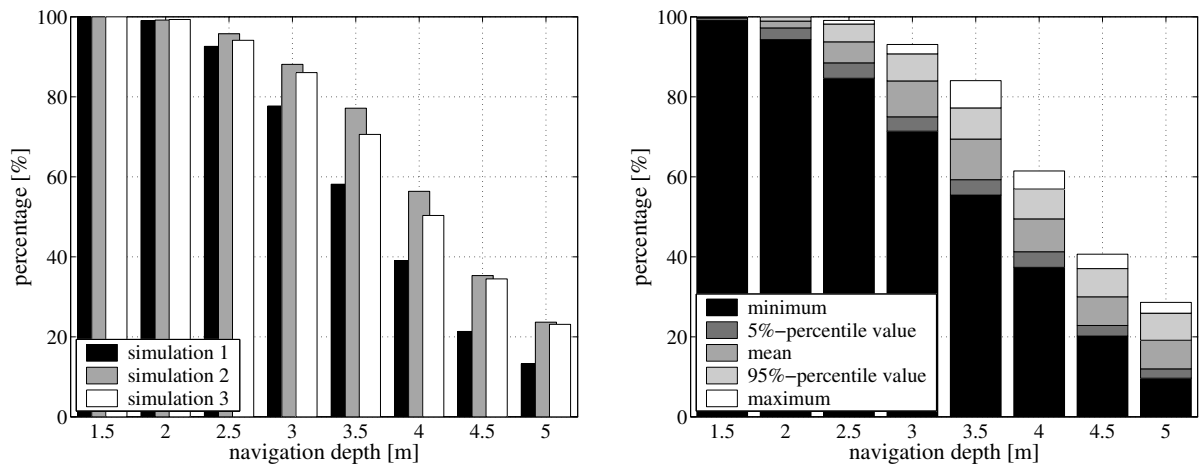 percentage [%]
100
80
60
40
20
0
simulation 1
simulation 2
simulation 3
1.5 2 2.5 3 3.5 4 4.5 5
navigation depth [m]
percentage [%]
100
80
60
40
20
0
minimum
5%-percentile value
mean
95%-percentile value
maximum
1.5 2 2.5 3 3.5 4 4.5 5
navigation depth [m]